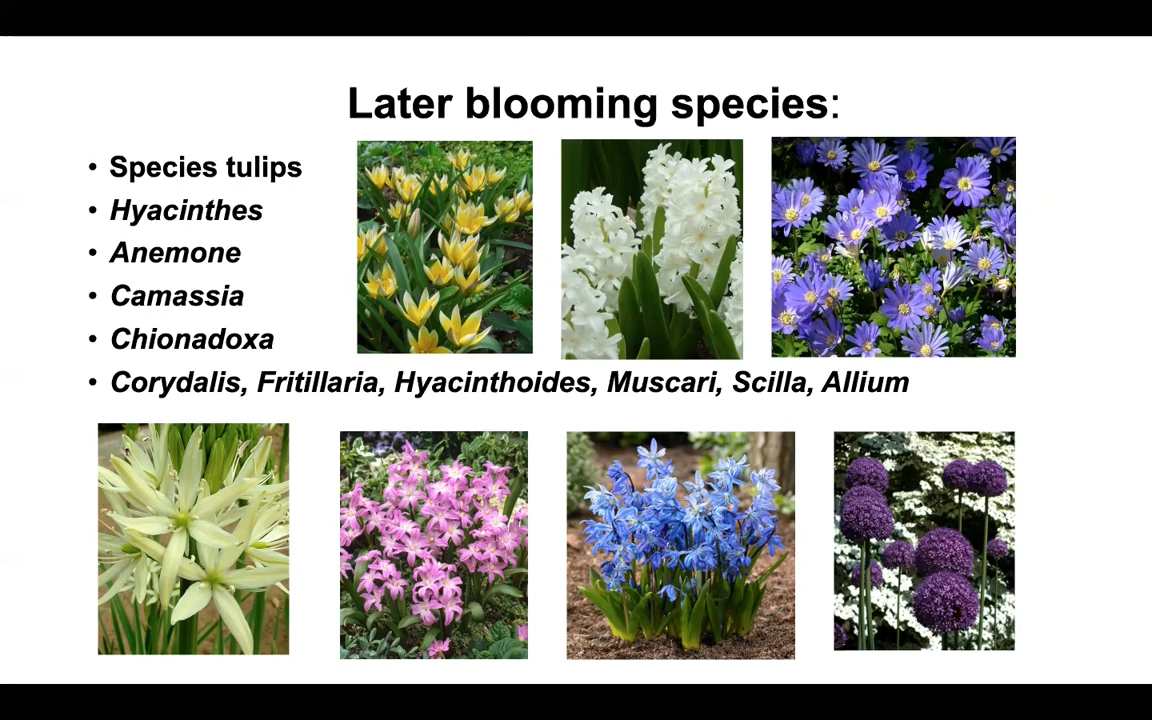 Later blooming species:
• Species tulips
• Hyacinthes
• Anemone
• Camassia
• Chionadoxa
• Corydalis, Fritillaria, Hyacinthoides, Muscari, Scilla, Allium